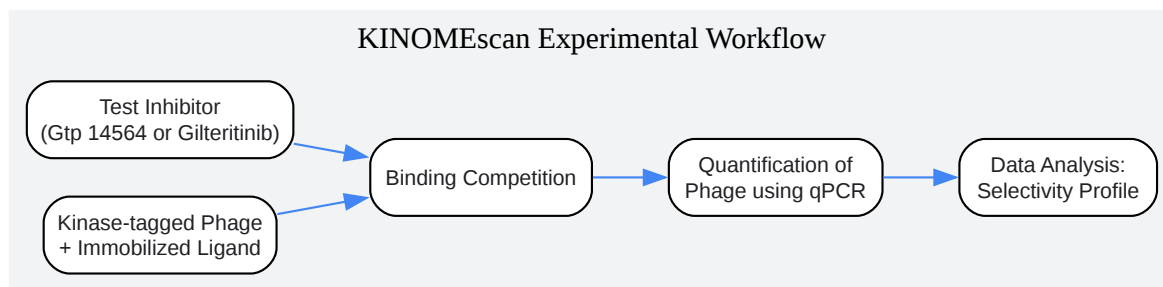 KINOMEscan Experimental Workflow
Test Inhibitor
(Gtp 14564 or Gilteritinib)
Kinase-tagged Phage
+ Immobilized Ligand
Binding Competition
Quantification of
Phage using qPCR
Data Analysis:
Selectivity Profile